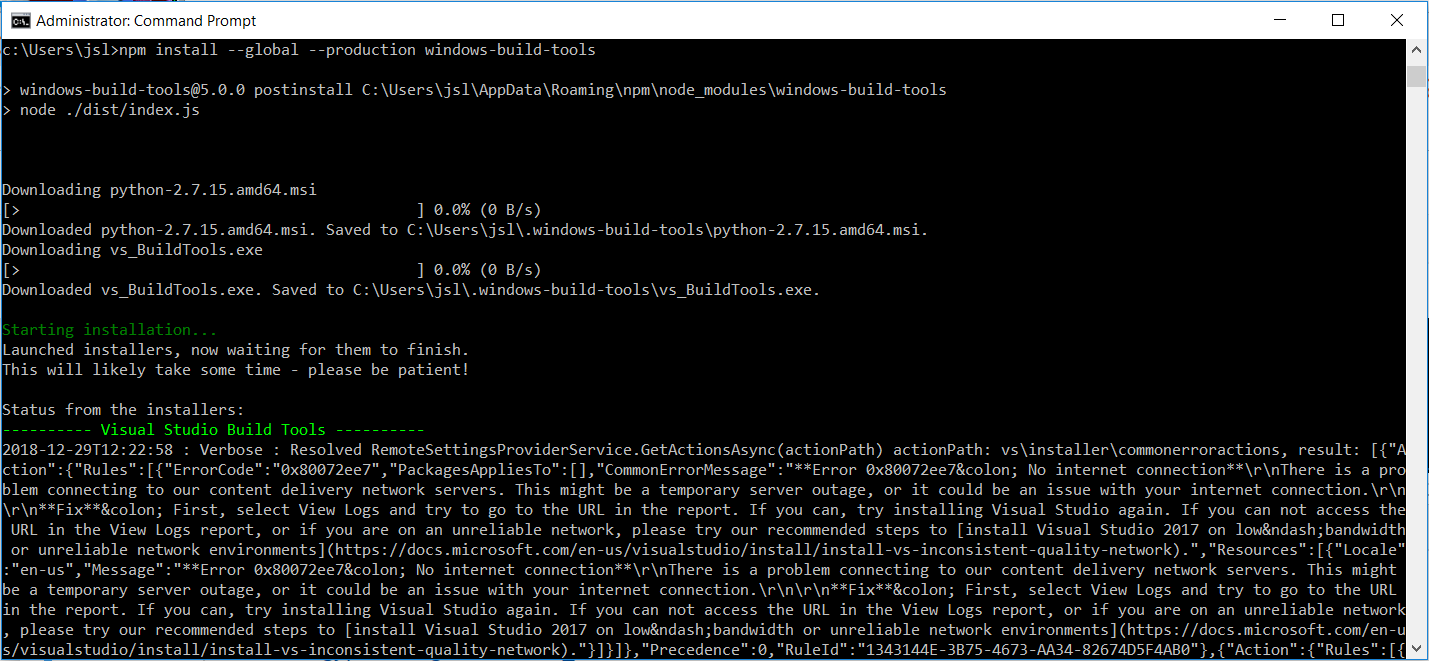 Administrator: Command Prompt
c:\Users\jsl>npm install --global --production windows-build-tools
> windows-build-tools@5.0.0 postinstall C:\Users\jsl\AppData\Roaming\npm\node_modules\windows-build-tools
> node ./dist/index.js
Downloading python-2.7.15.amd64.msi
[>                                             ] 0.0% (0 B/s)
Downloaded python-2.7.15.amd64.msi. Saved to C:\Users\jsl\.windows-build-tools\python-2.7.15.amd64.msi.
Downloading vs_BuildTools.exe
[>                                             ] 0.0% (0 B/s)
Downloaded vs_BuildTools.exe. Saved to C:\Users\jsl\.windows-build-tools\vs_BuildTools.exe.
Starting installation...
Launched installers, now waiting for them to finish.
This will likely take some time - please be patient!
Status from the installers:
---------- Visual Studio Build Tools ----------
2018-12-29T12:22:58 : Verbose : Resolved RemoteSettingsProviderService.GetActionsAsync(actionPath) actionPath: vs\installer\commonerroractions, result: [{"A
ction":{"Rules":[{"ErrorCode":"0x80072ee7","PackagesAppliesTo":[],"CommonErrorMessage":"**Error 0x80072ee7&colon; No internet connection**\r\nThere is a pro
blem connecting to our content delivery network servers. This might be a temporary server outage, or it could be an issue with your internet connection.\r\n
\r\n**Fix**&colon; First, select View Logs and try to go to the URL in the report. If you can, try installing Visual Studio again. If you can not access the
 URL in the View Logs report, or if you are on an unreliable network, please try our recommended steps to [install Visual Studio 2017 on low&ndash;bandwidth
 or unreliable network environments](https://docs.microsoft.com/en-us/visualstudio/install/install-vs-inconsistent-quality-network).","Resources":[{"Locale"
:"en-us","Message":"**Error 0x80072ee7&colon; No internet connection**\r\nThere is a problem connecting to our content delivery network servers. This might
be a temporary server outage, or it could be an issue with your internet connection.\r\n\r\n**Fix**&colon; First, select View Logs and try to go to the URL
in the report. If you can, try installing Visual Studio again. If you can not access the URL in the View Logs report, or if you are on an unreliable network
, please try our recommended steps to [install Visual Studio 2017 on low&ndash;bandwidth or unreliable network environments](https://docs.microsoft.com/en-u
s/visualstudio/install/install-vs-inconsistent-quality-network)."}]}]},"Precedence":0,"RuleId":"1343144E-3B75-4673-AA34-82674D5F4AB0"},{"Action":{"Rules":[{